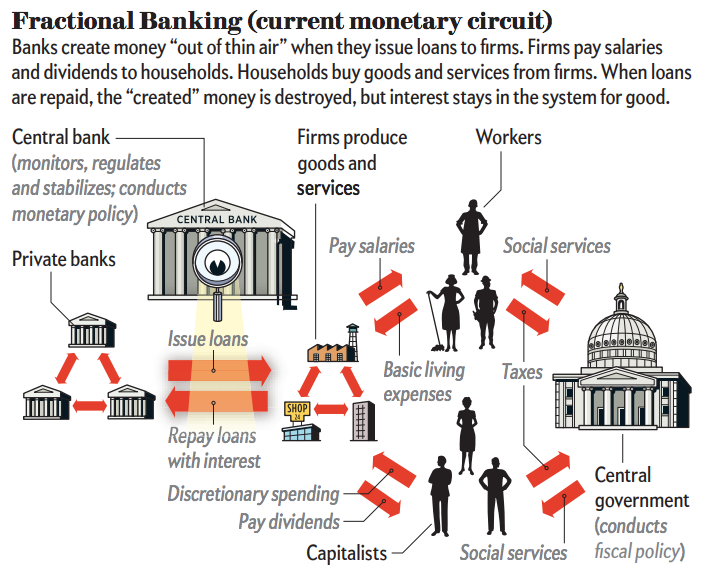 Fractional Banking (current monetary circuit)
Banks create money “out of thin air” when they issue loans to firms. Firms pay salaries
and dividends to households. Households buy goods and services from firms. When loans
are repaid, the “created” money is destroyed, but interest stays in the system for good.
Central bank
(monitors, regulates
and stabilizes; conducts
monetary policy)
Firms produce
goods and
services
Workers
CENTRAL BANK
Private banks
Pay salaries
Social services
Issue loans
Basic living
expenses
Taxes
SHOP
24
Repay loans
with interest
Discretionary spending
Pay dividends
Capitalists
Social services
Central
government
(conducts
fiscal policy)